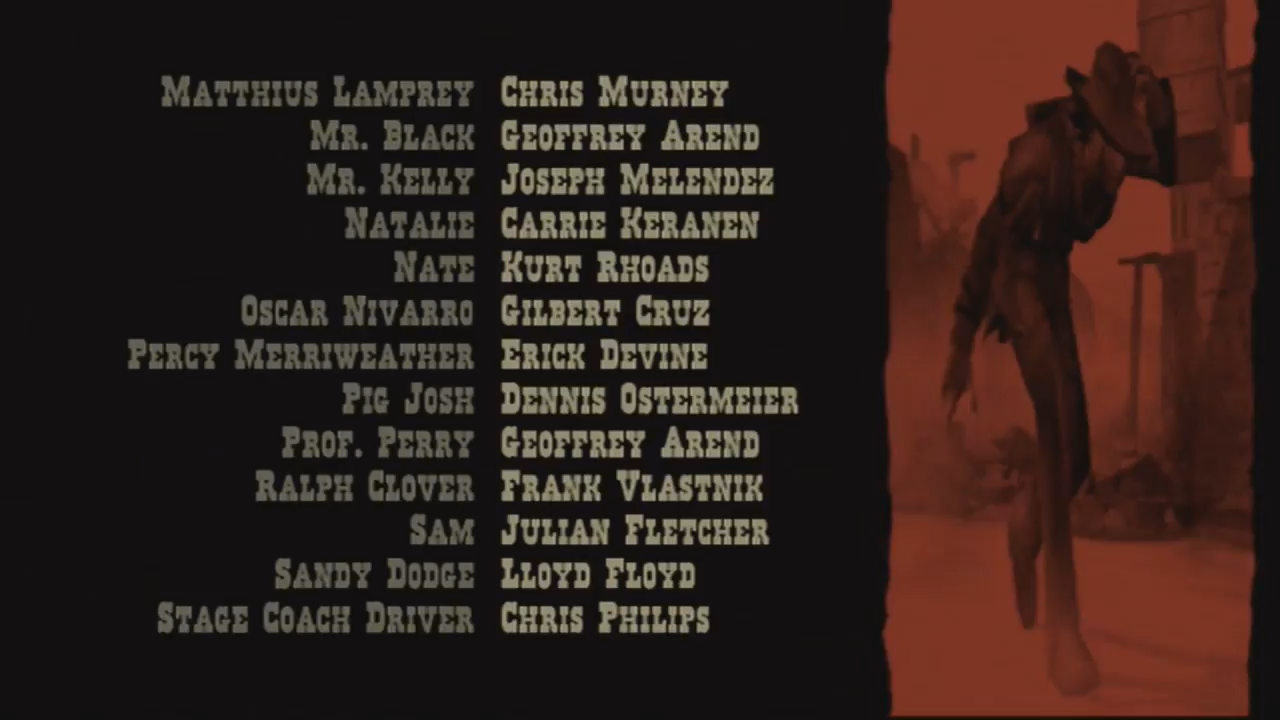 Matthius Lamprey Chris Murney
Mr. Black Geoffrey Arend
Mr. Kelly Joseph Melendez
Natalie Carrie Keranen
Nate Kurt Rhoads
Oscar Nivarro Gilbert Cruz
Percy Merriweather Erick Devine
Pig Josh Dennis Ostermeier
Prof. Perry Geoffrey Arend
Ralph Clover Frank Vlastnik
Sam Julian Fletcher
Sandy Dodge Lloyd Floyd
Stage Coach Driver Chris Philips